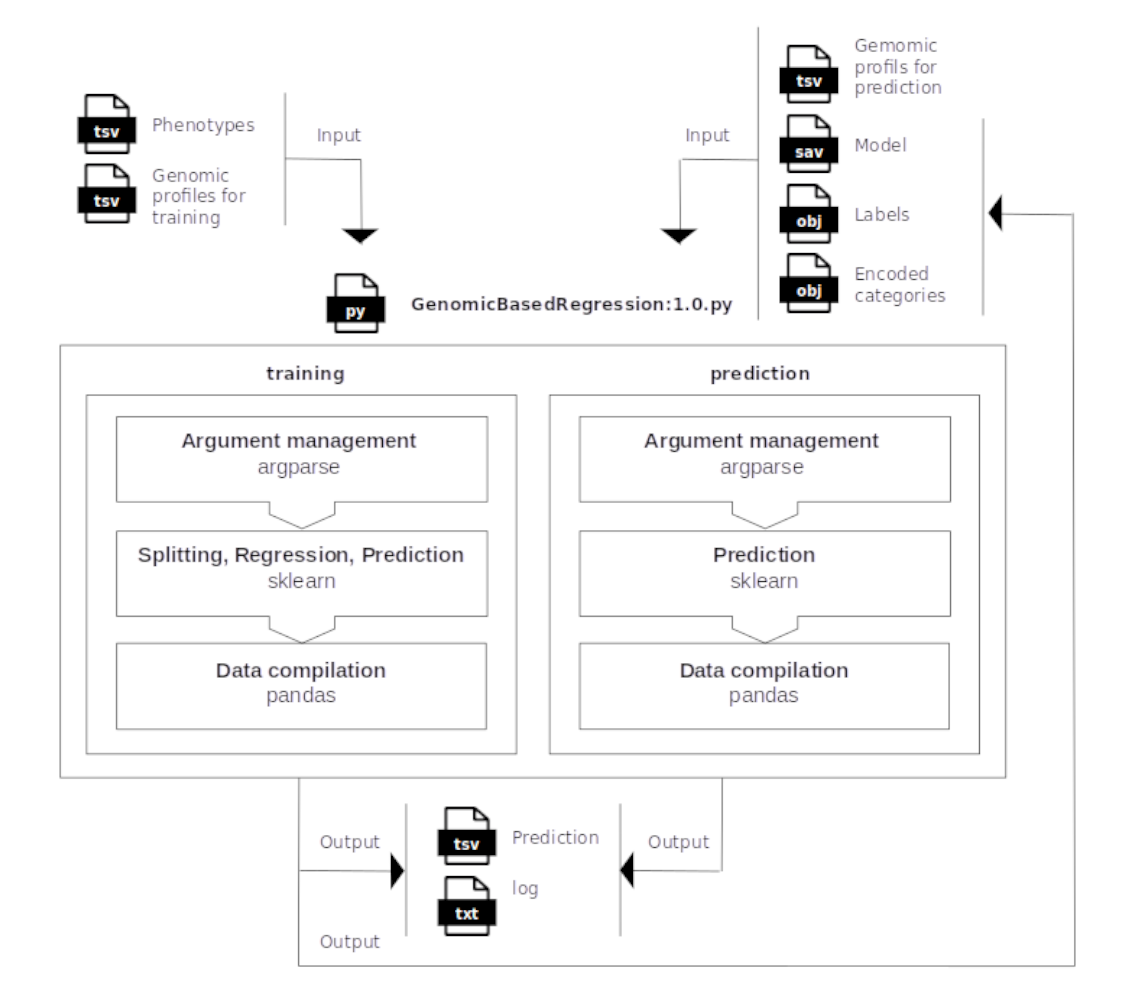 tsv
Phenotypes
tsv
Genomic
profiles for
training
Input
Input
tsv
Gemomic
profils for
prediction
sav
Model
obj
Labels
obj
Encoded
categories
py
GenomicBasedRegression:1.0.py
training
Argument management
argparse
Splitting, Regression, Prediction
sklearn
Data compilation
pandas
prediction
Argument management
argparse
Prediction
sklearn
Data compilation
pandas
Output
tsv
Prediction
Output
txt
log
Output